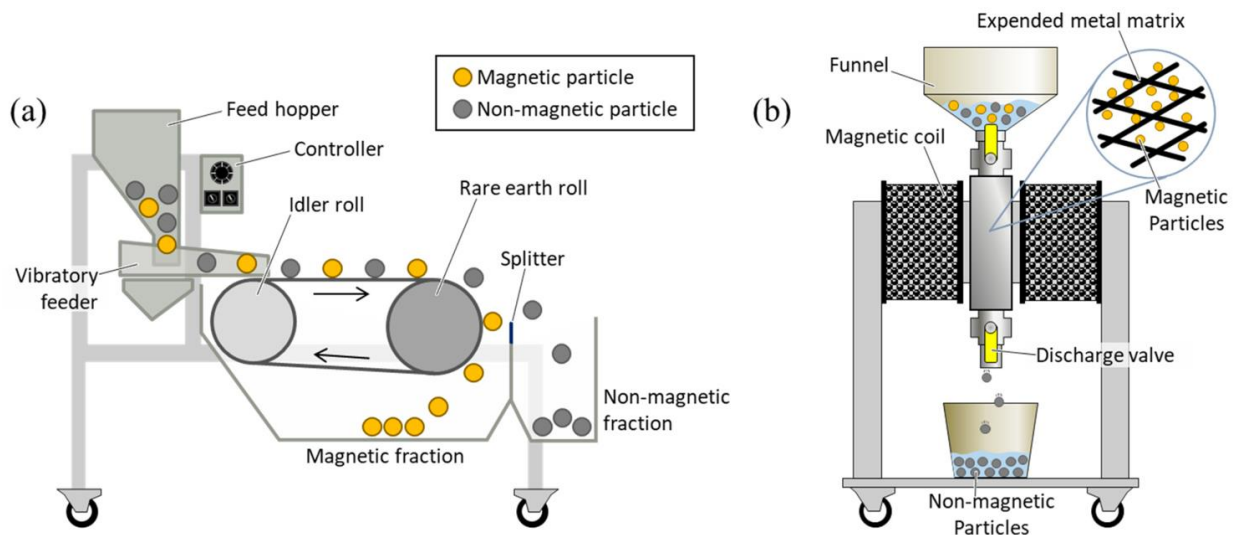 Magnetic particle
Non-magnetic particle
(a)
Feed hopper
Controller
Rare earth roll
Idler roll
Splitter
Vibratory
feeder
Non-magnetic
fraction
Magnetic fraction
(b)
Expended metal matrix
Funnel
Magnetic coil
Magnetic
Particles
Discharge valve
Non-magnetic
Particles